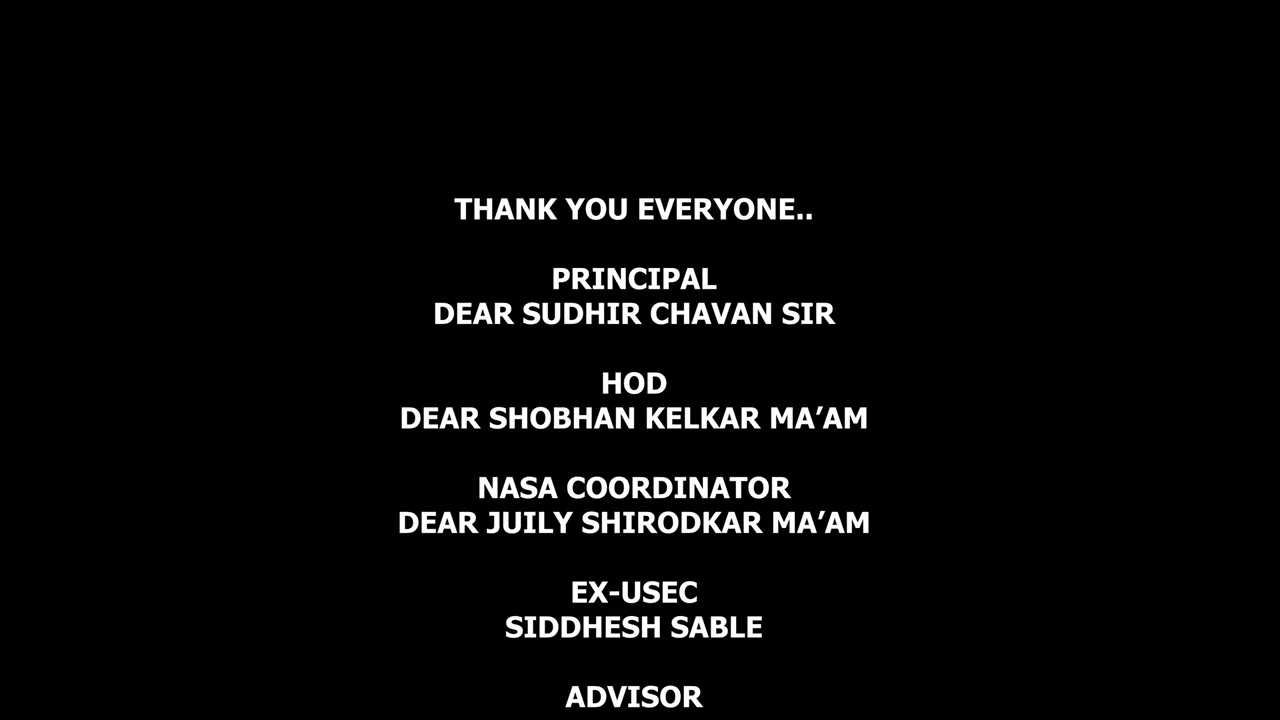 THANK YOU EVERYONE..
PRINCIPAL
DEAR SUDHIR CHAVAN SIR
HOD
DEAR SHOBHAN KELKAR MA’AM
NASA COORDINATOR
DEAR JUILY SHIRODKAR MA’AM
EX-USEC
SIDDHESH SABLE
ADVISOR